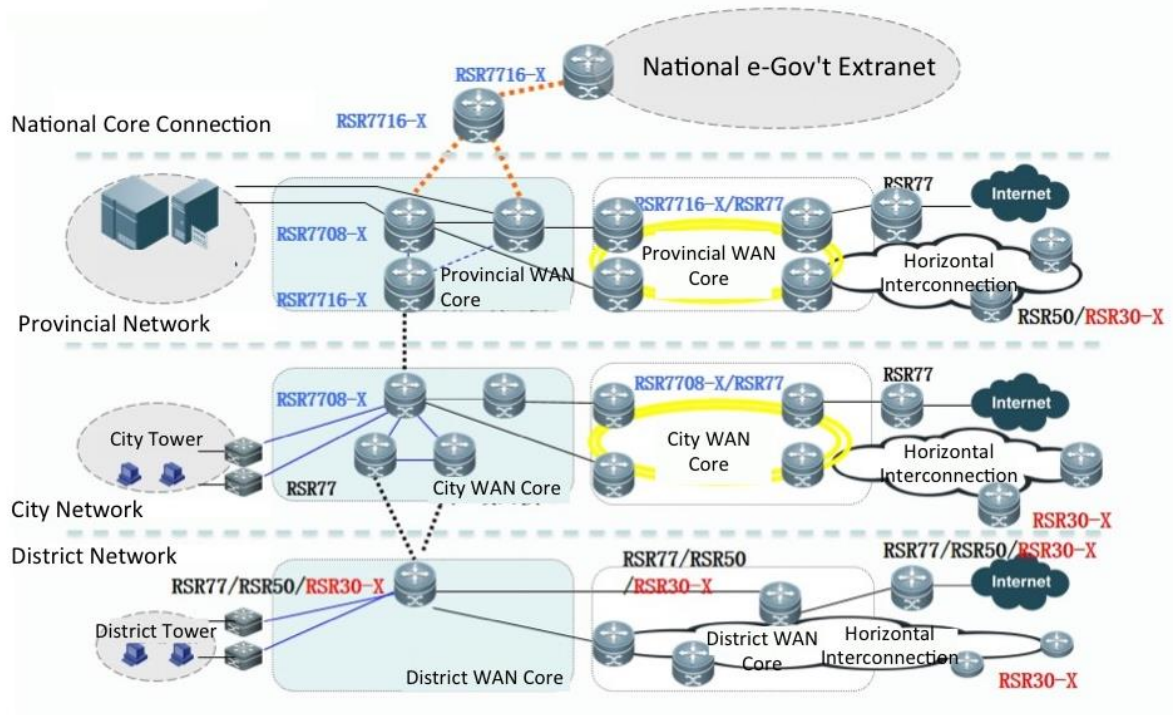 RSR7716-X
National e-Gov't Extranet
RSR7716-X
National Core Connection
RSR77
RSR7716-X/RSR77
Internet
RSR7708-X
Provincial WAN
Core
Provincial WAN
Core
Horizontal
Interconnection
RSR7716-X
Provincial Network
RSR50/RSR30-X
RSR7708-X
RSR7708-X/RSR77
RSR77
Internet
City Tower
City WAN
Core
Horizontal
Interconnection
RSR77
City WAN Core
City Network
RSR30-X
District Network
RSR77/RSR50/RSR30-X
RSR77/RSR50
/RSR30-X
RSR77/RSR50/RSR30-X
Internet
District Tower
District WAN
Core
Horizontal
Interconnection
District WAN Core
RSR30-X